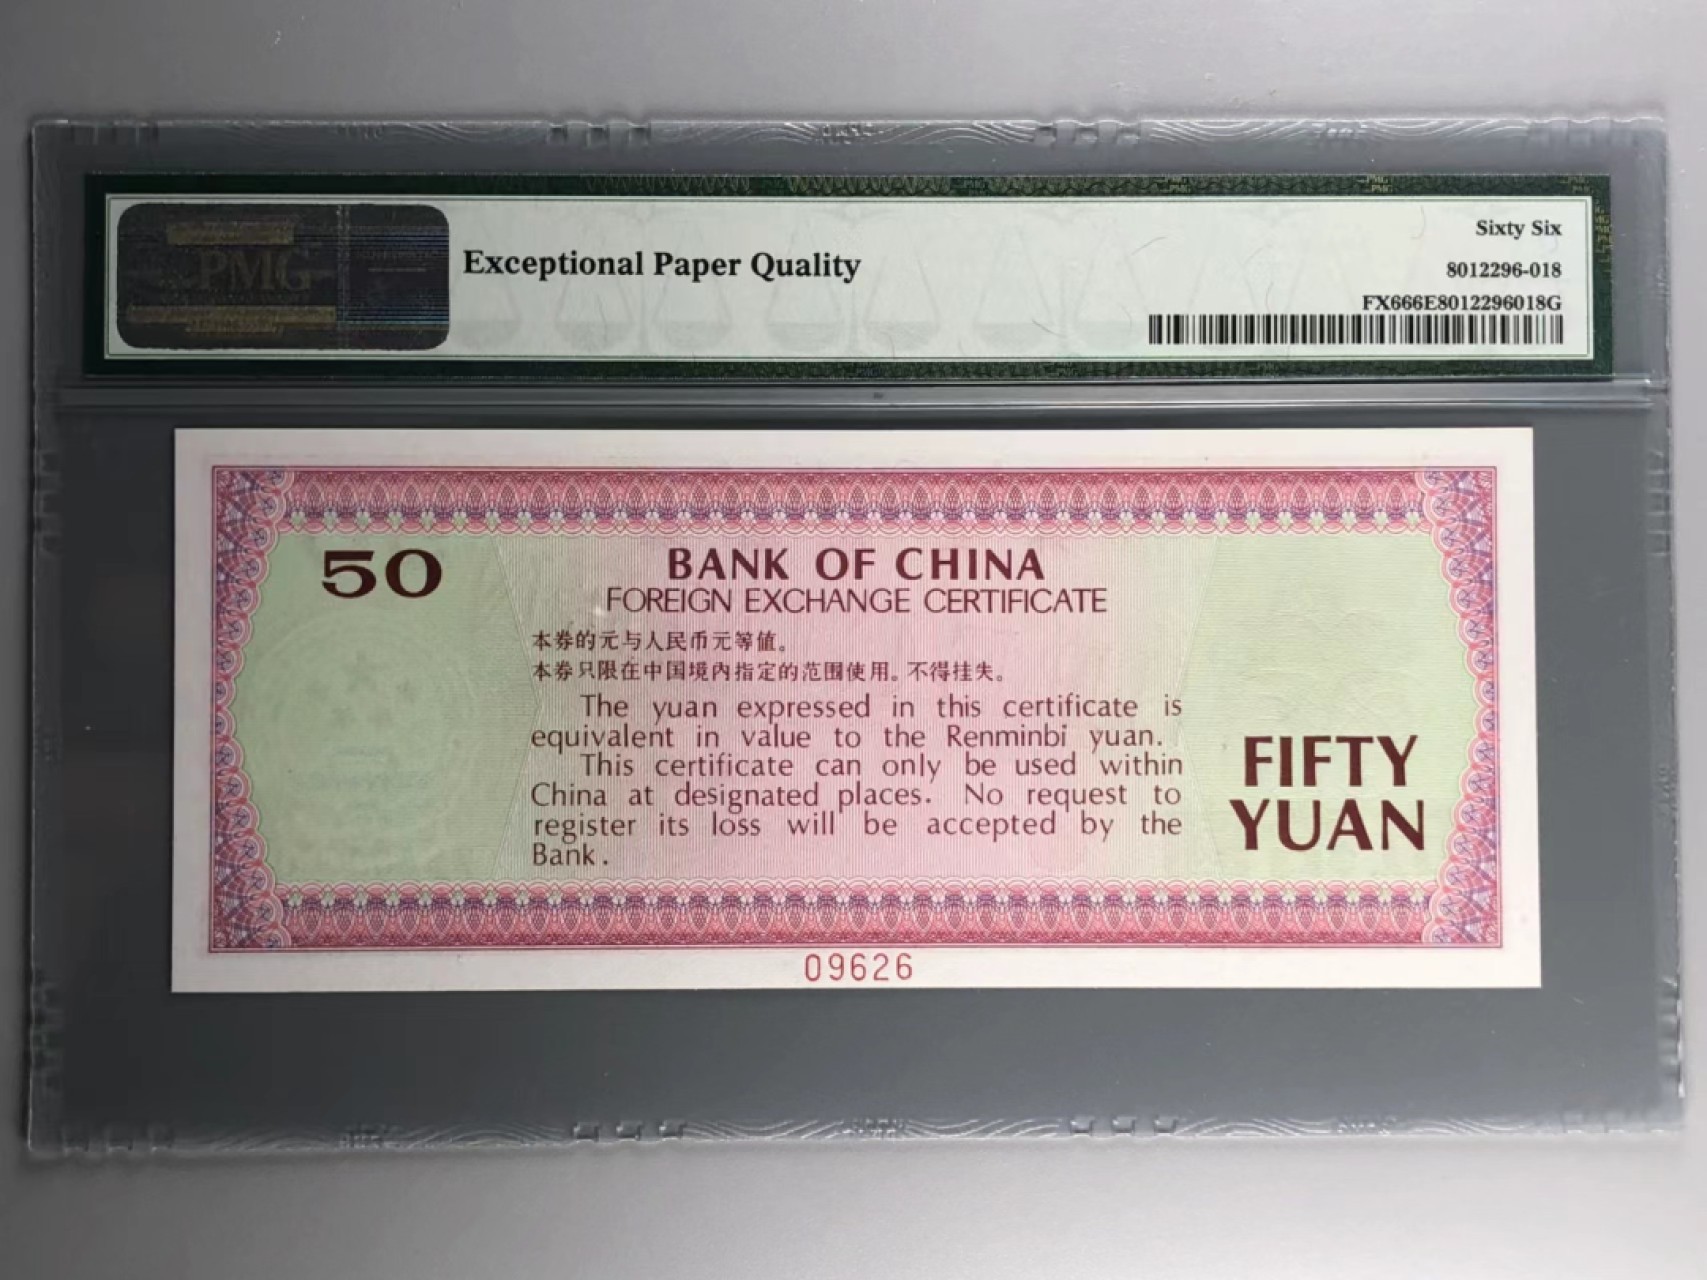 PMG
Exceptional Paper Quality
Sixty Six
8012296-018
FX666E8012296018G
50
BANK OF CHINA
FOREIGN EXCHANGE CERTIFICATE
本券的元与人民币元等值。
本券只限在中国境内指定的范围使用。不得挂失。
The yuan expressed in this certificate is
equivalent in value to the Renminbi yuan.
This certificate can only be used within
China at designated places. No request to
register its loss will be accepted by the
Bank.
FIFTY
YUAN
09626